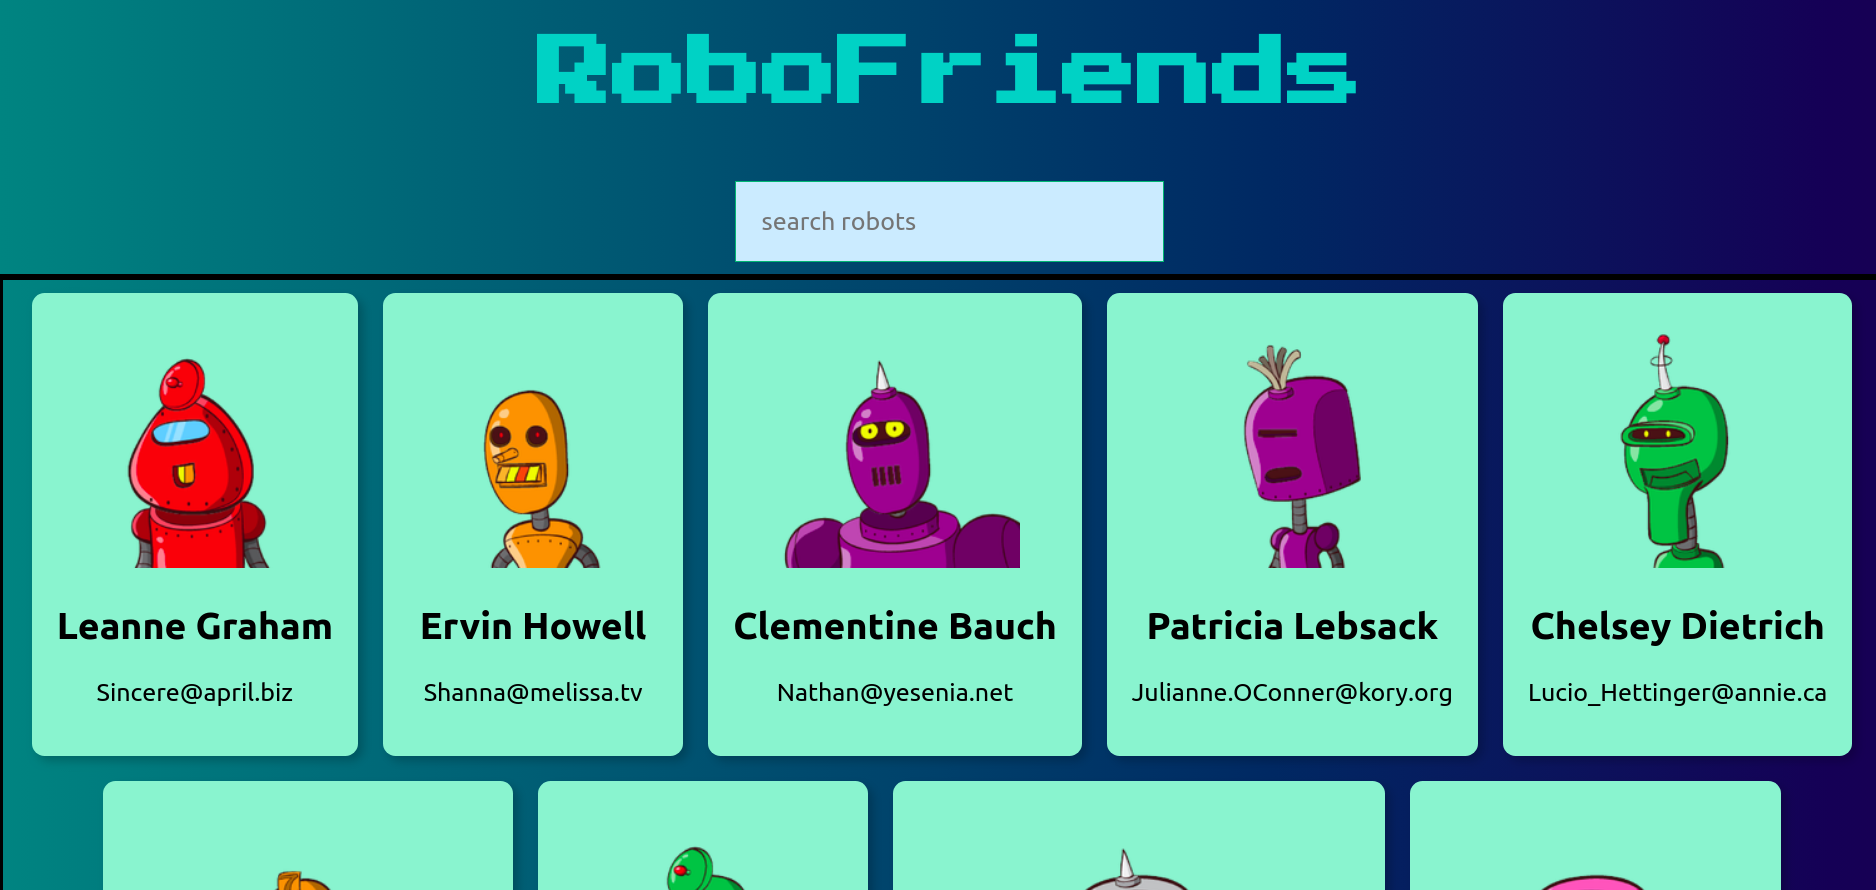 RoboFriends
search robots
Leanne Graham
Sincere@april.biz
Ervin Howell
Shanna@melissa.tv
Clementine Bauch
Nathan@yesenia.net
Patricia Lebsack
Julianne.OConner@kory.org
Chelsey Dietrich
Lucio_Hettinger@annie.ca